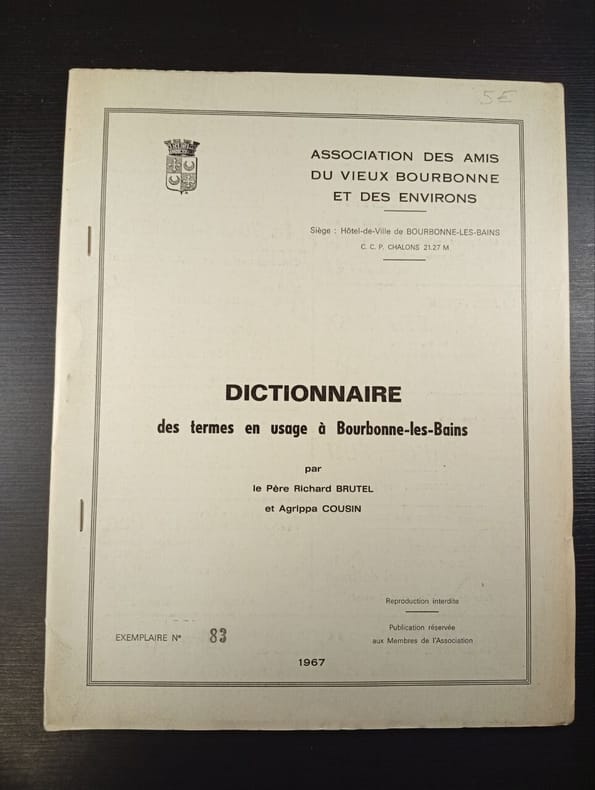 5€
ASSOCIATION DES AMIS
DU VIEUX BOURBONNE
ET DES ENVIRONS
Siège : Hôtel-de-Ville de BOURBONNE-LES-BAINS
C. C. P. CHALONS 21.27 M
DICTIONNAIRE
des termes en usage à Bourbonne-les-Bains
par
le Père Richard BRUTEL
et Agrippa COUSIN
Reproduction interdite
Publication réservée
aux Membres de l'Association
EXEMPLAIRE N° 83
1967